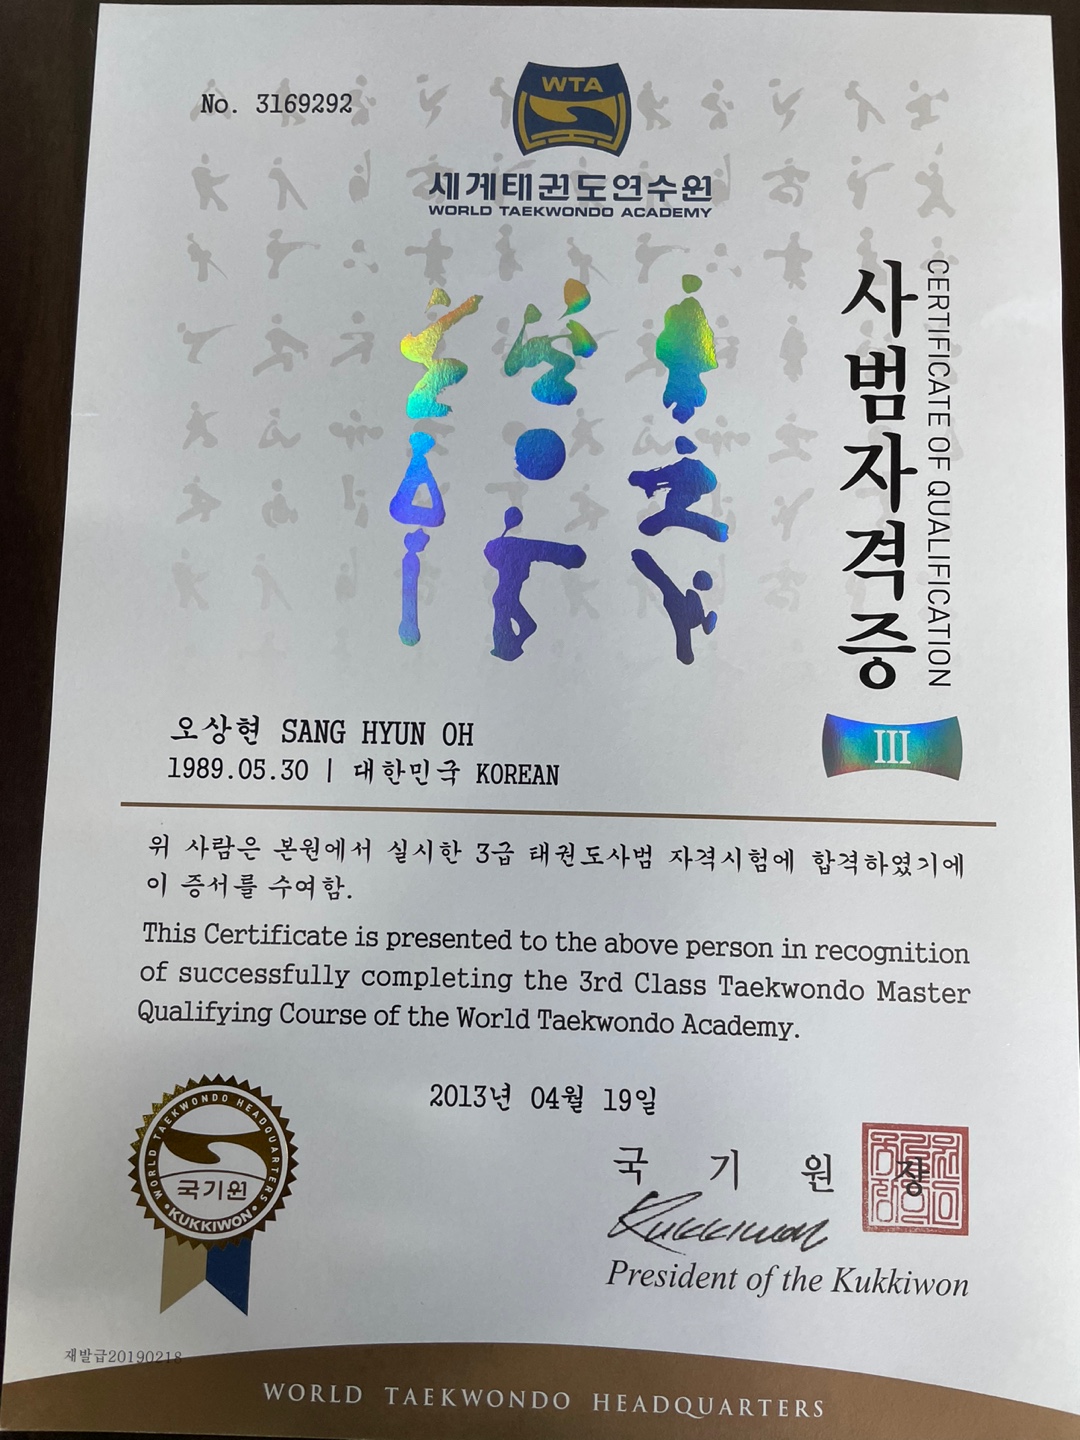 No. 3169292
WTA
세계태권도연수원
WORLD TAEKWONDO ACADEMY
사범자격증
CERTIFICATE OF QUALIFICATION
III
오상현 SANG HYUN OH
1989.05.30 | 대한민국 KOREAN
위 사람은 본원에서 실시한 3급 태권도사범 자격시험에 합격하였기에
이 증서를 수여함.
This Certificate is presented to the above person in recognition
of successfully completing the 3rd Class Taekwondo Master
Qualifying Course of the World Taekwondo Academy.
2013년 04월 19일
국 기 원 장
Kukkiwon
President of the Kukkiwon
WORLD TAEKWONDO HEADQUARTERS
국기원
KUKKIWON
재발급20190218
WORLD TAEKWONDO HEADQUARTERS